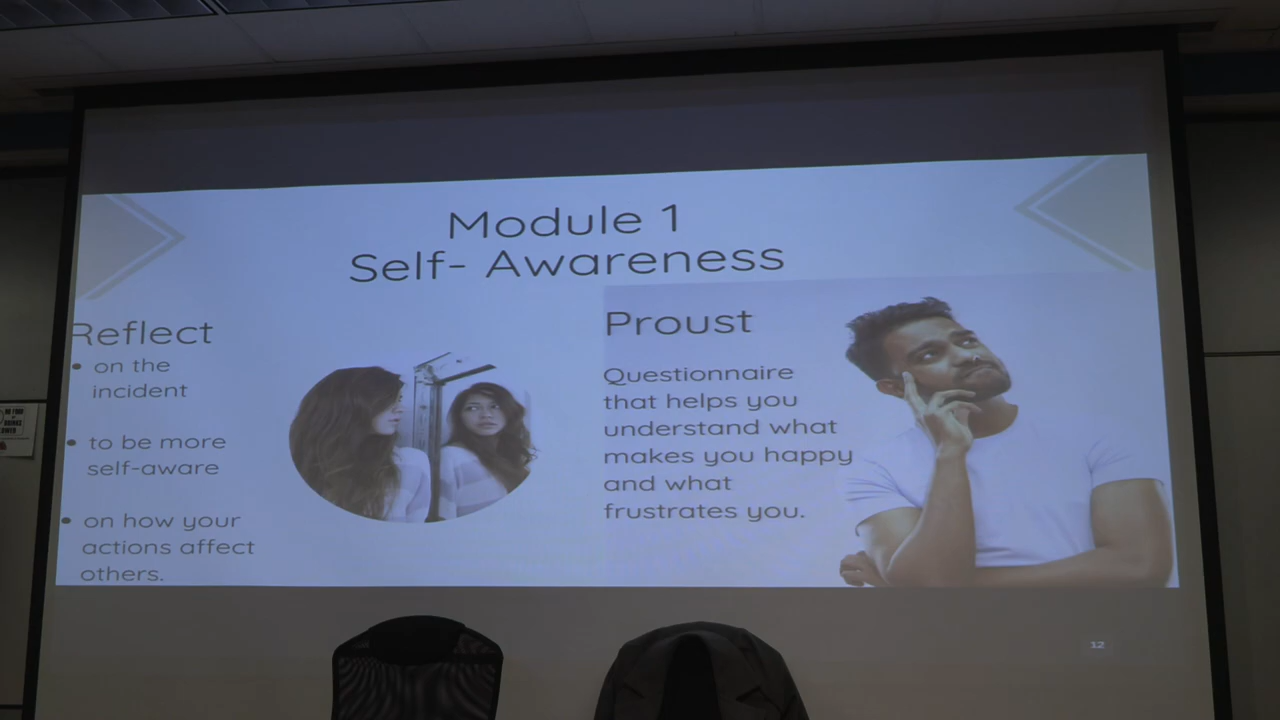 Module 1
Self- Awareness
Reflect
• on the
incident
• to be more
self-aware
• on how your
actions affect
others.
Proust
Questionnaire
that helps you
understand what
makes you happy
and what
frustrates you.
12